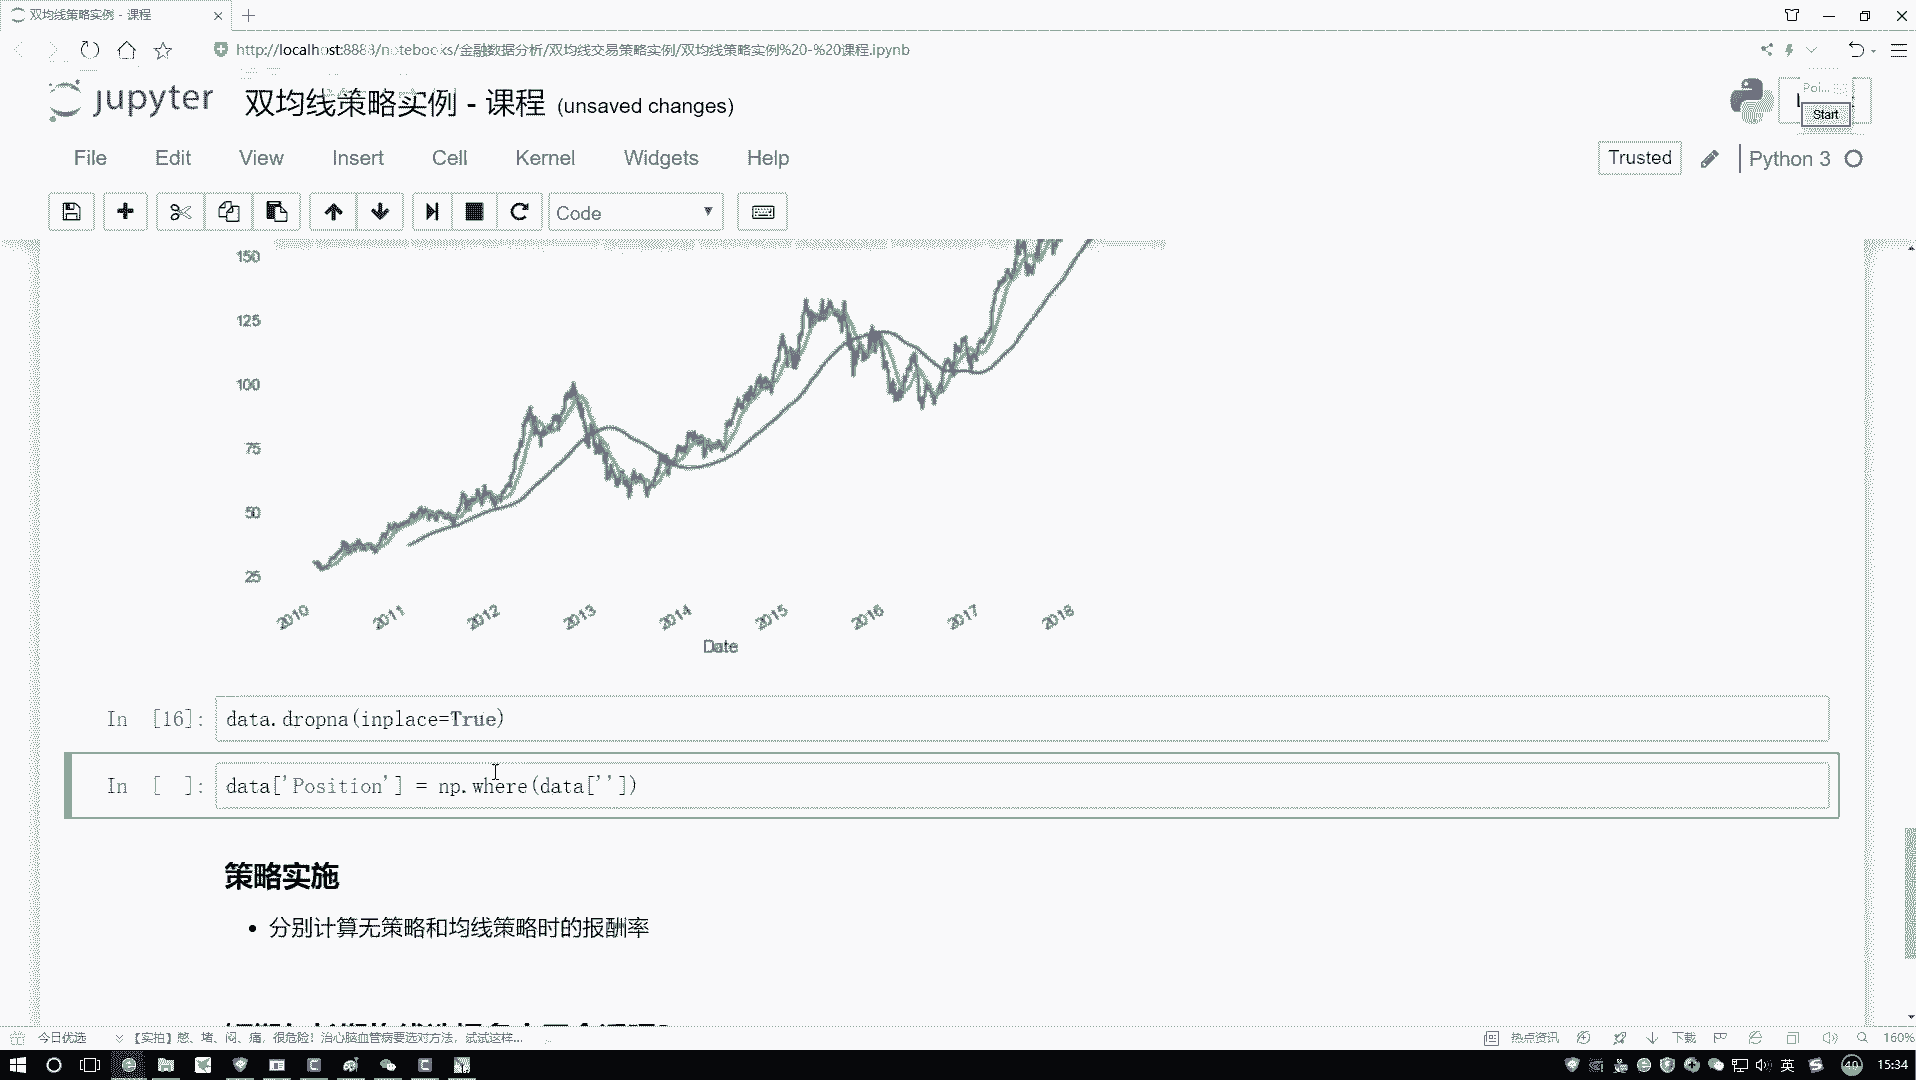 双均线策略实例 - 课程
http://localhost:8888/notebooks/金融数据分析/双均线交易策略实例/双均线策略实例%20-%20课程.ipynb
jupyter 双均线策略实例 - 课程 (unsaved changes)
Poi...
Start
File Edit View Insert Cell Kernel Widgets Help
Trusted Python 3
Code
150
125
100
75
50
25
2010 2011 2012 2013 2014 2015 2016 2017 2018
Date
In [16]: data.dropna(inplace=True)
In [ ]: data['Position'] = np.where(data[''])
策略实施
• 分别计算无策略和均线策略时的报酬率
今日优选 【实拍】憋、堵、闷、痛，很危险！治心脑血管病要选对方法，试试这样... 热点资讯 下载 160%
英 40 15:34